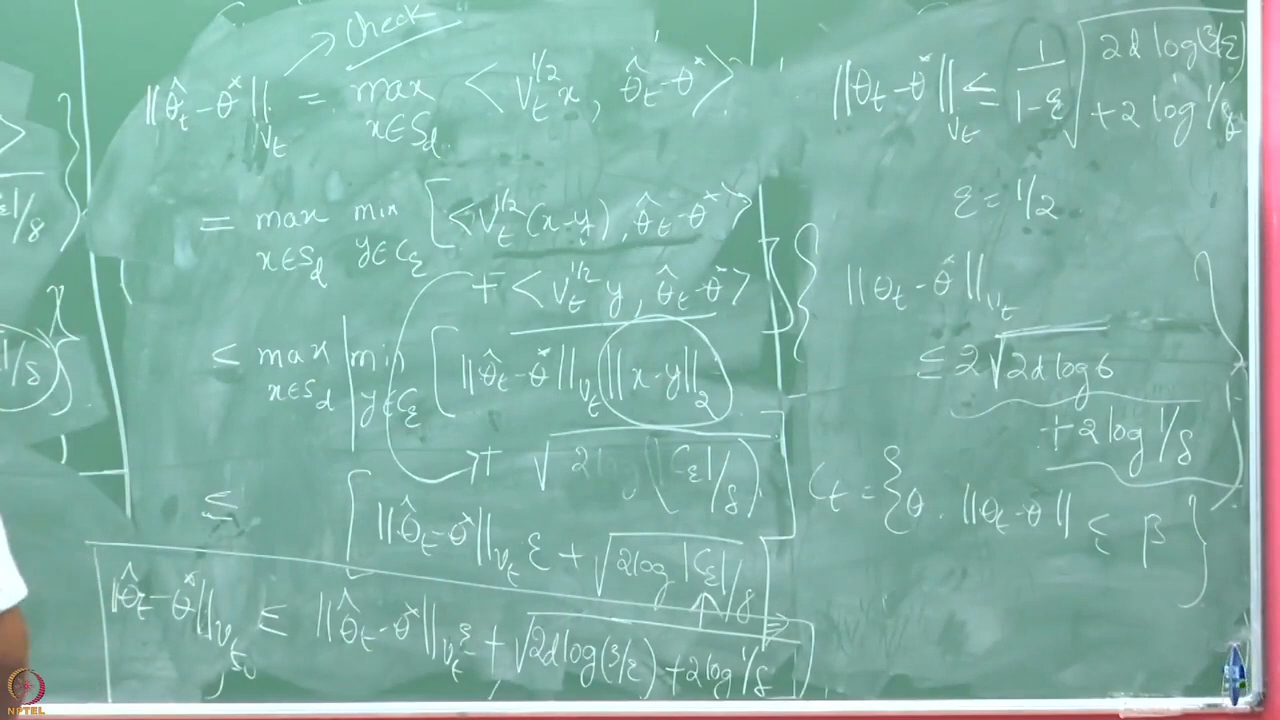 → Check
||θ̂_t − θ*||_{V_t} = max_{x∈S_d} < V_t^{1/2} x, θ̂_t − θ* >
= max_{x∈S_d} min_{y∈C_ε} [ < V_t^{1/2} (x−y), θ̂_t − θ* >
+ < V_t^{1/2} y, θ̂_t − θ* >
≤ max_{x∈S_d} min_{y∈C_ε} [ ||θ̂_t − θ*||_{V_t} ||x−y||_2
+ √(2 log (C_ε|/δ)
≤ [ ||θ̂_t − θ*||_{V_t} ε + √(2 log |C_ε|/δ
||θ̂_t − θ*||_{V_t} ≤ ||θ̂_t − θ*||_{V_t} ε + √(2d log(3/ε) + 2 log 1/δ
||θ_t − θ*||_{V_t} ≤ 1/(1−ε) √(2d log(3/ε)
+ 2 log 1/δ
ε = 1/2
||θ_t − θ*||_{V_t}
≤ 2√(2d log 6
+ 2 log 1/δ
C_t = { θ . ||θ_t − θ|| ≤ β }
1/δ
NPTEL